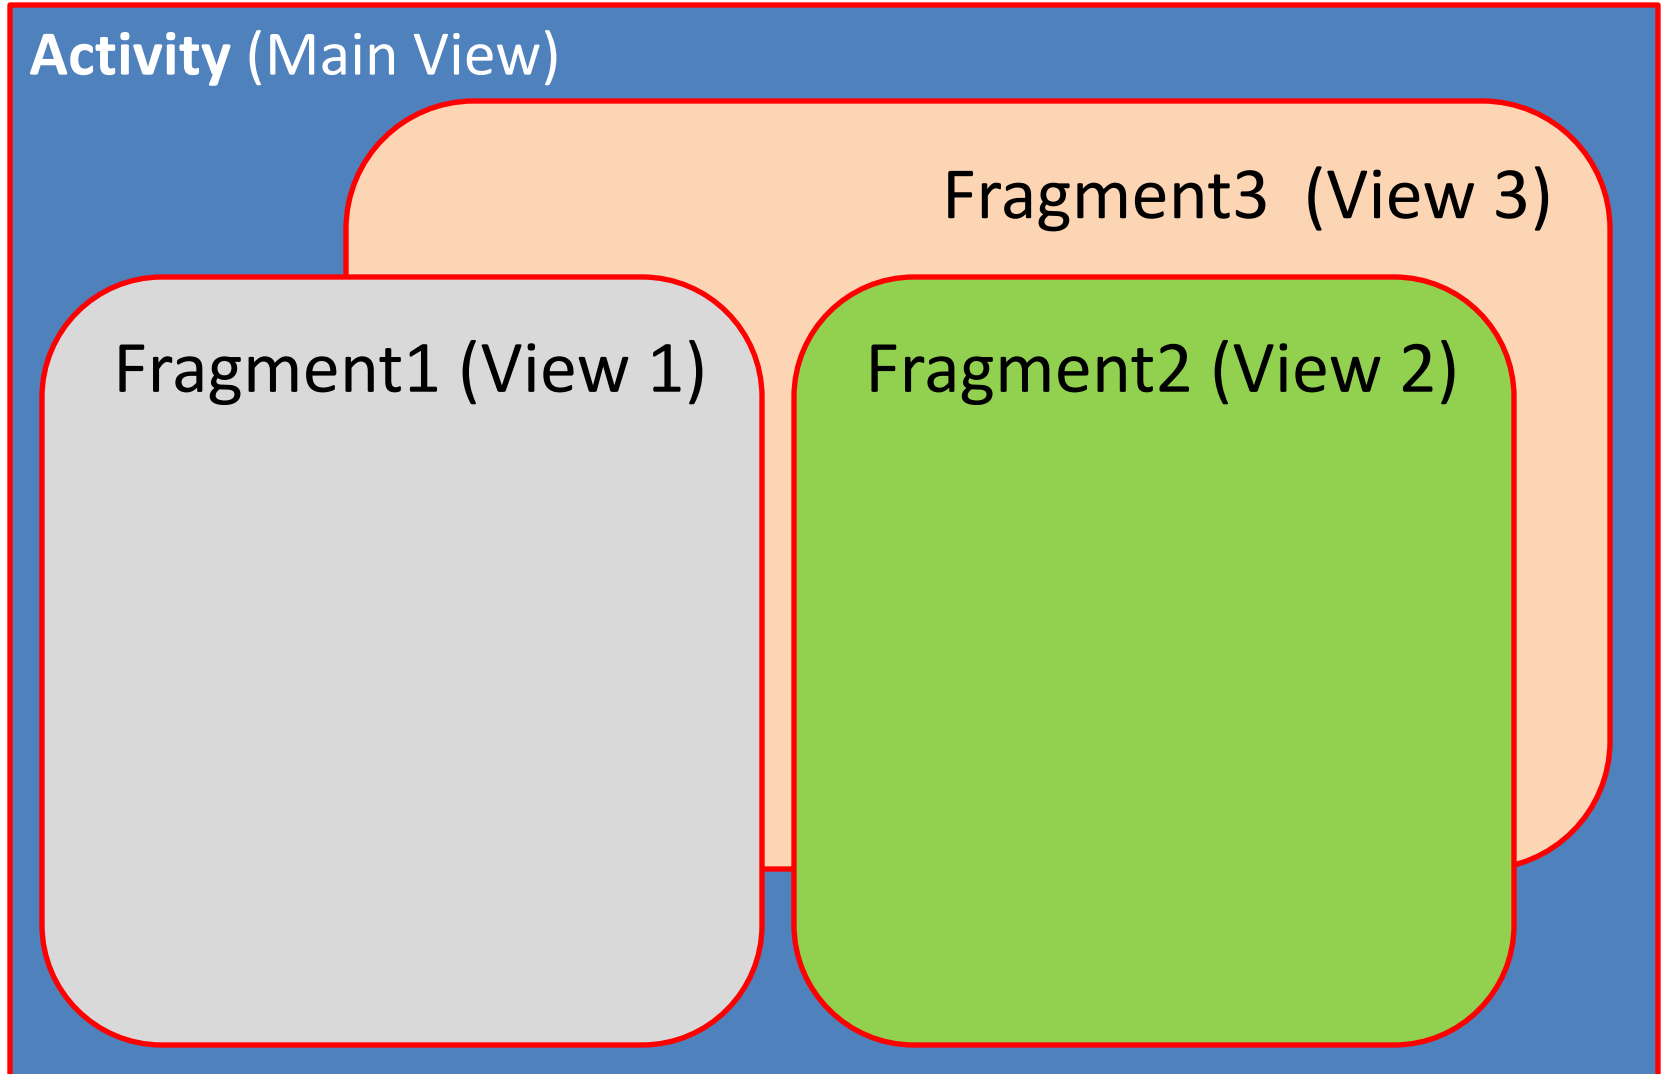 Activity (Main View)
Fragment3  (View 3)
Fragment1 (View 1)
Fragment2 (View 2)